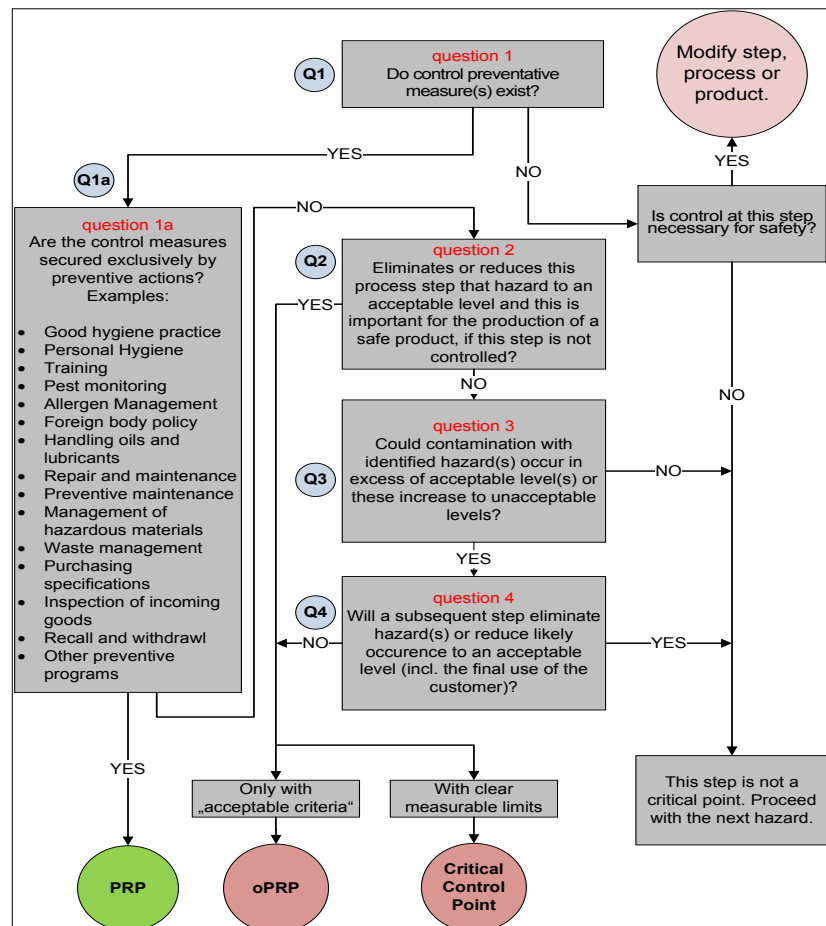 question 1
Q1
Do control preventative
measure(s) exist?
Modify step,
process or
product.
YES
NO
YES
Q1a
question 1a
Are the control measures
secured exclusively by
preventive actions?
Examples:
• Good hygiene practice
• Personal Hygiene
• Training
• Pest monitoring
• Allergen Management
• Foreign body policy
• Handling oils and
lubricants
• Repair and maintenance
• Preventive maintenance
• Management of
hazardous materials
• Waste management
• Purchasing
specifications
• Inspection of incoming
goods
• Recall and withdrawl
• Other preventive
programs
NO
Is control at this step
necessary for safety?
Q2
question 2
Eliminates or reduces this
process step that hazard to an
acceptable level and this is
important for the production of a
safe product, if this step is not
controlled?
YES
NO
NO
Q3
question 3
Could contamination with
identified hazard(s) occur in
excess of acceptable level(s) or
these increase to unacceptable
levels?
NO
YES
Q4
question 4
Will a subsequent step eliminate
hazard(s) or reduce likely
occurence to an acceptable
level (incl. the final use of the
customer)?
NO
YES
YES
Only with
„acceptable criteria“
With clear
measurable limits
This step is not a
critical point. Proceed
with the next hazard.
PRP
oPRP
Critical
Control
Point